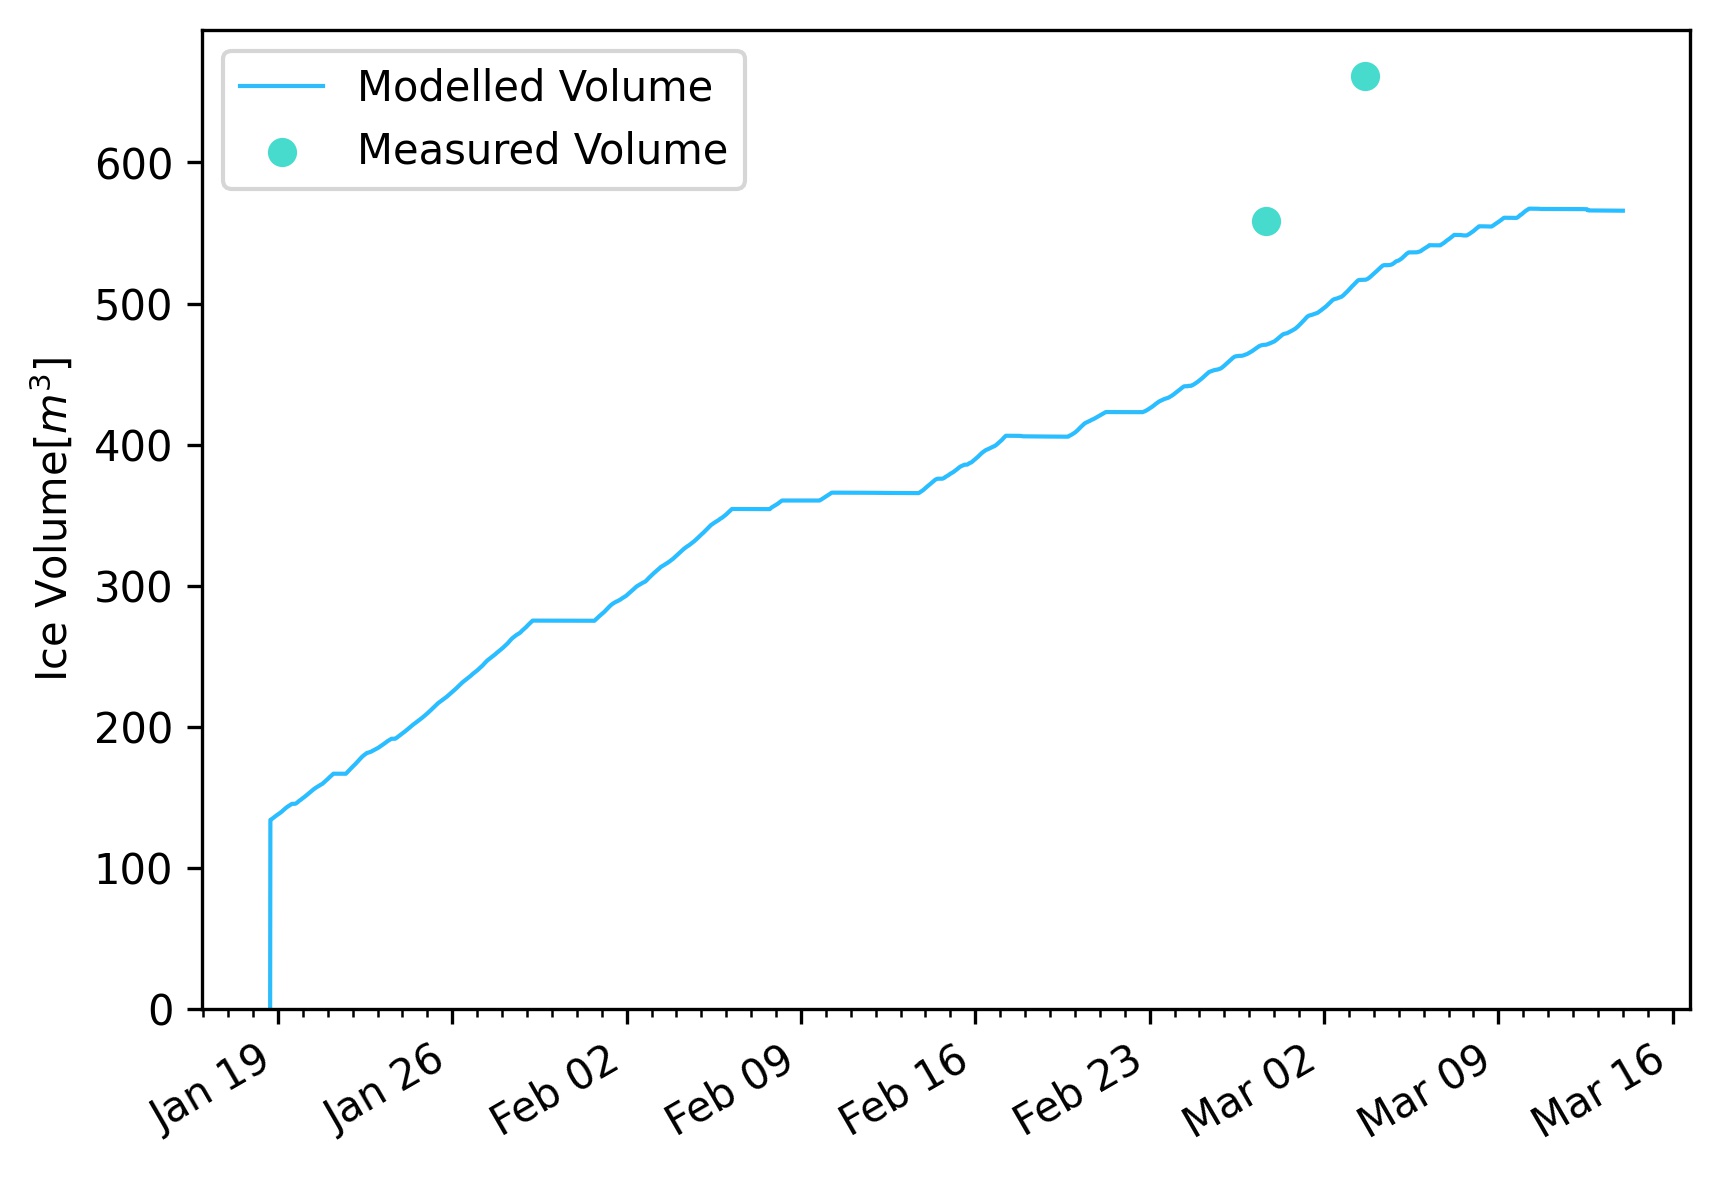 Modelled Volume
Measured Volume
Ice Volume[m³]
600
500
400
300
200
100
0
Jan 19
Jan 26
Feb 02
Feb 09
Feb 16
Feb 23
Mar 02
Mar 09
Mar 16